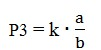 P3 = k · a/b